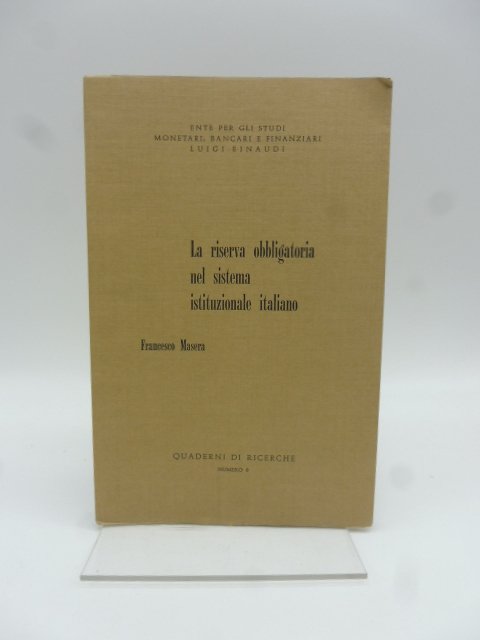 ENTE PER GLI STUDI
MONETARI, BANCARI E FINANZIARI
LUIGI EINAUDI
La riserva obbligatoria
nel sistema
istituzionale italiano
Francesco Masera
QUADERNI DI RICERCHE
NUMERO